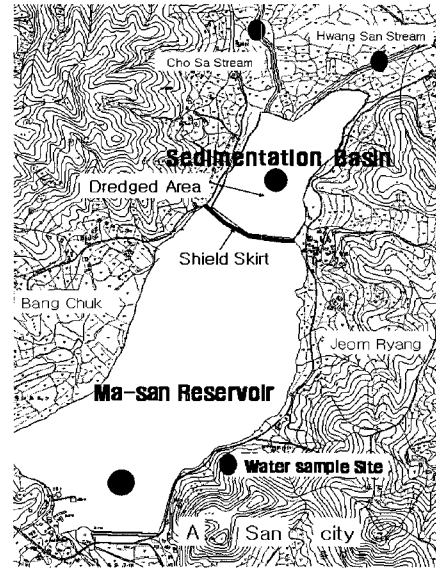 Hwang San Stream
Cho Sa Stream
Sedimentation Basin
Dredged Area
Shield Skirt
Bang Chuk
Jeom Ryang
Ma-san Reservoir
Water sample Site
A San city